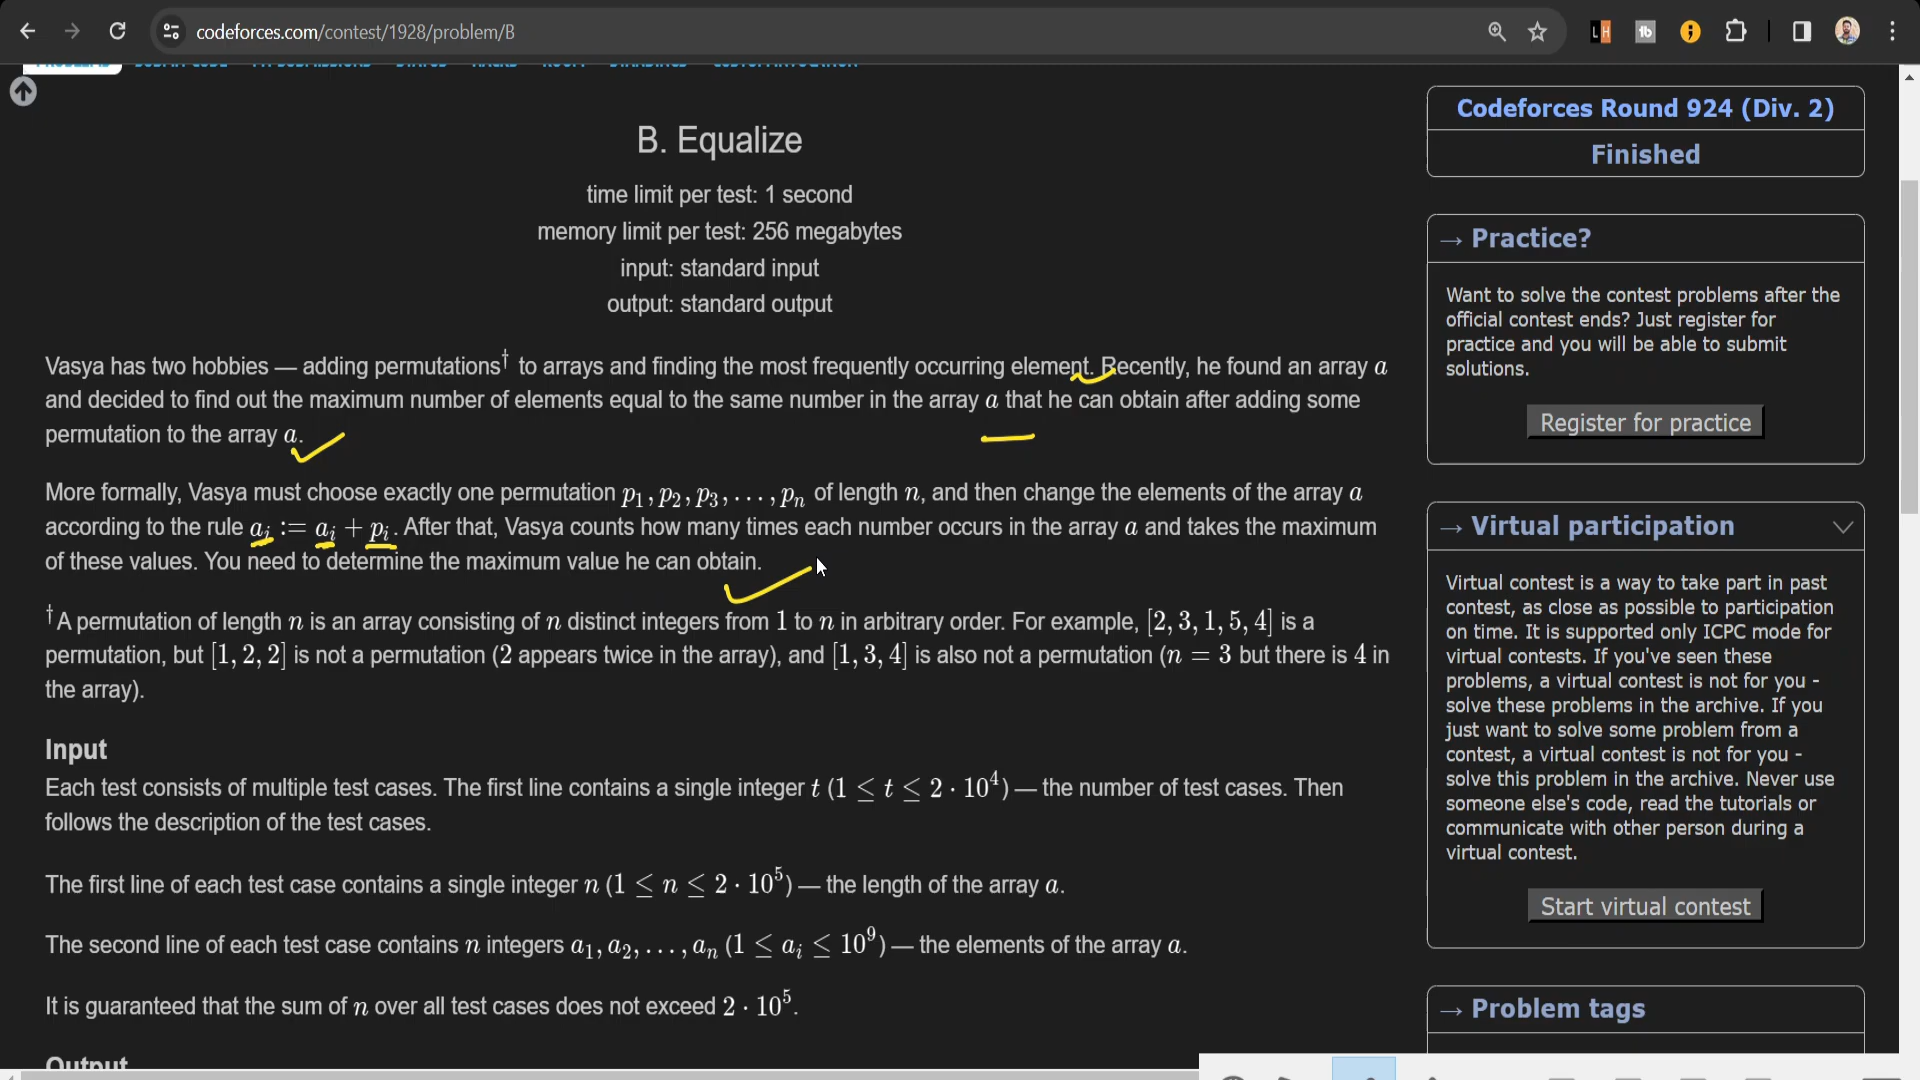 codeforces.com/contest/1928/problem/B
B. Equalize
time limit per test: 1 second
memory limit per test: 256 megabytes
input: standard input
output: standard output
Vasya has two hobbies — adding permutations† to arrays and finding the most frequently occurring element. Recently, he found an array a
and decided to find out the maximum number of elements equal to the same number in the array a that he can obtain after adding some
permutation to the array a.
More formally, Vasya must choose exactly one permutation p₁, p₂, p₃, . . . , pₙ of length n, and then change the elements of the array a
according to the rule aᵢ := aᵢ + pᵢ. After that, Vasya counts how many times each number occurs in the array a and takes the maximum
of these values. You need to determine the maximum value he can obtain.
†A permutation of length n is an array consisting of n distinct integers from 1 to n in arbitrary order. For example, [2, 3, 1, 5, 4] is a
permutation, but [1, 2, 2] is not a permutation (2 appears twice in the array), and [1, 3, 4] is also not a permutation (n = 3 but there is 4 in
the array).
Input
Each test consists of multiple test cases. The first line contains a single integer t (1 ≤ t ≤ 2 · 10⁴) — the number of test cases. Then
follows the description of the test cases.
The first line of each test case contains a single integer n (1 ≤ n ≤ 2 · 10⁵) — the length of the array a.
The second line of each test case contains n integers a₁, a₂, . . . , aₙ (1 ≤ aᵢ ≤ 10⁹) — the elements of the array a.
It is guaranteed that the sum of n over all test cases does not exceed 2 · 10⁵.
Output
Codeforces Round 924 (Div. 2)
Finished
→ Practice?
Want to solve the contest problems after the
official contest ends? Just register for
practice and you will be able to submit
solutions.
Register for practice
→ Virtual participation
Virtual contest is a way to take part in past
contest, as close as possible to participation
on time. It is supported only ICPC mode for
virtual contests. If you've seen these
problems, a virtual contest is not for you -
solve these problems in the archive. If you
just want to solve some problem from a
contest, a virtual contest is not for you -
solve this problem in the archive. Never use
someone else's code, read the tutorials or
communicate with other person during a
virtual contest.
Start virtual contest
→ Problem tags